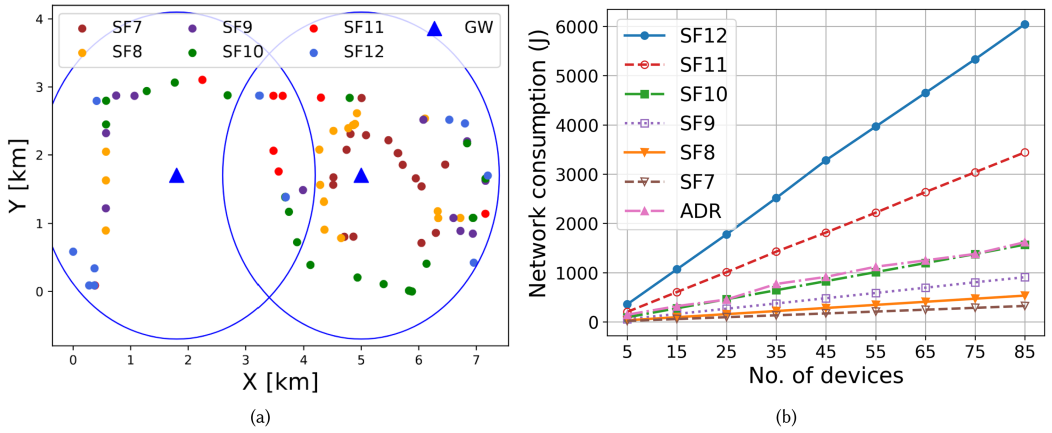 SF7
SF9
SF11
GW
SF8
SF10
SF12
4
3
2
1
0
Y [km]
0
1
2
3
4
5
6
7
X [km]
(a)
SF12
SF11
SF10
SF9
SF8
SF7
ADR
6000
5000
4000
3000
2000
1000
0
Network consumption (J)
5
15
25
35
45
55
65
75
85
No. of devices
(b)